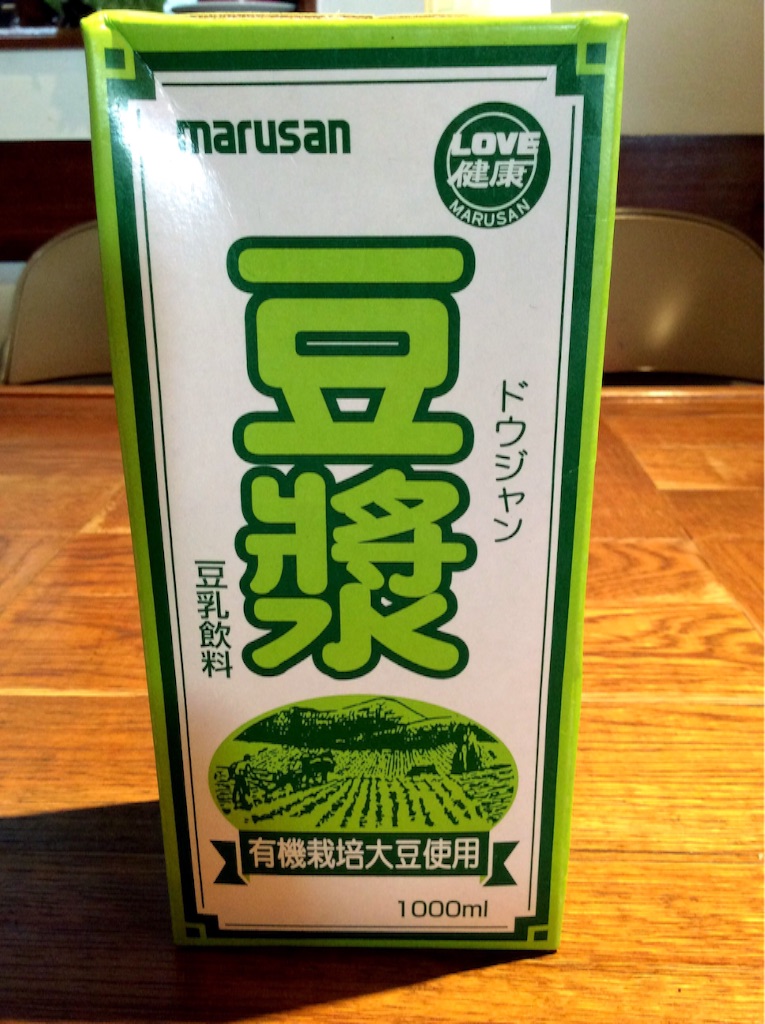 marusan
LOVE
健康
MARUSAN
豆漿
ドウジャン
豆乳飲料
有機栽培大豆使用
1000ml